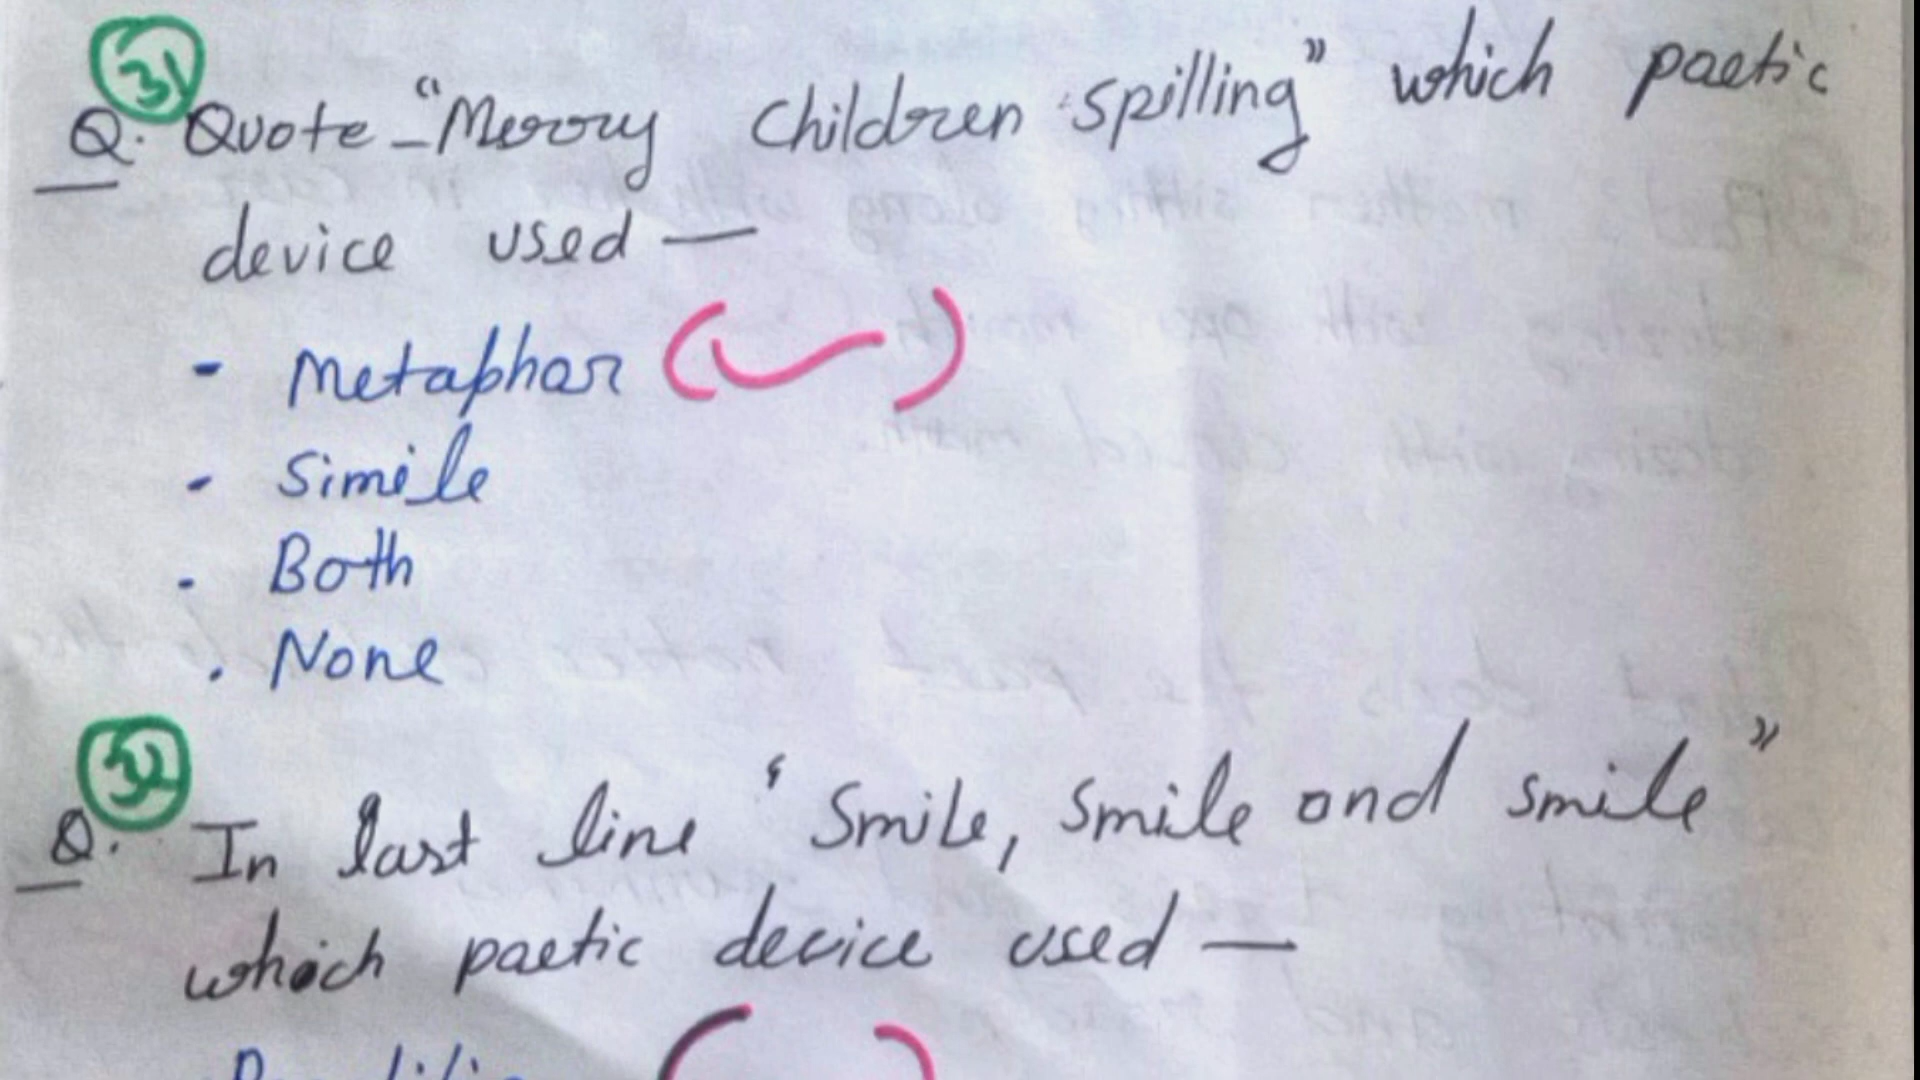 31
Q. Quote - "Merry Children spilling" which paetic
device used —
- Metaphar (✓)
- Simile
. Both
. None
32
Q. In last line ' Smile, smile and smile"
which paetic device used —